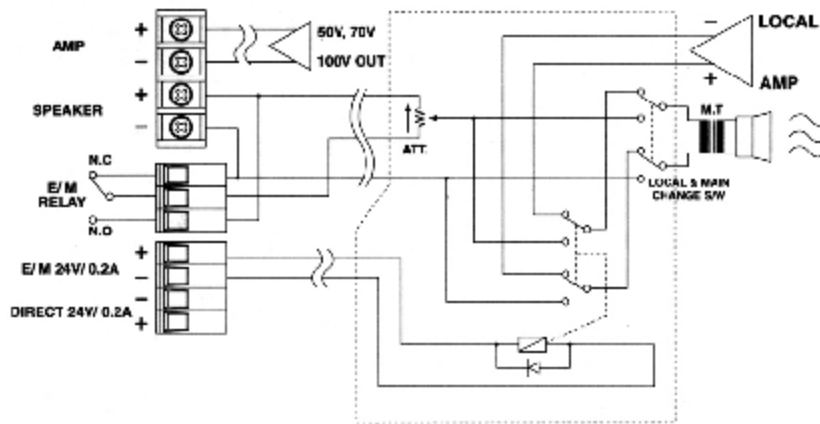 AMP
+
−
50V, 70V
100V OUT
SPEAKER
+
−
N.C
E/M
RELAY
N.O
+
E/M 24V/0.2A
−
−
DIRECT 24V/0.2A
+
ATT.
−
LOCAL
+
AMP
M.T
LOCAL & MAIN
CHANGE S/W